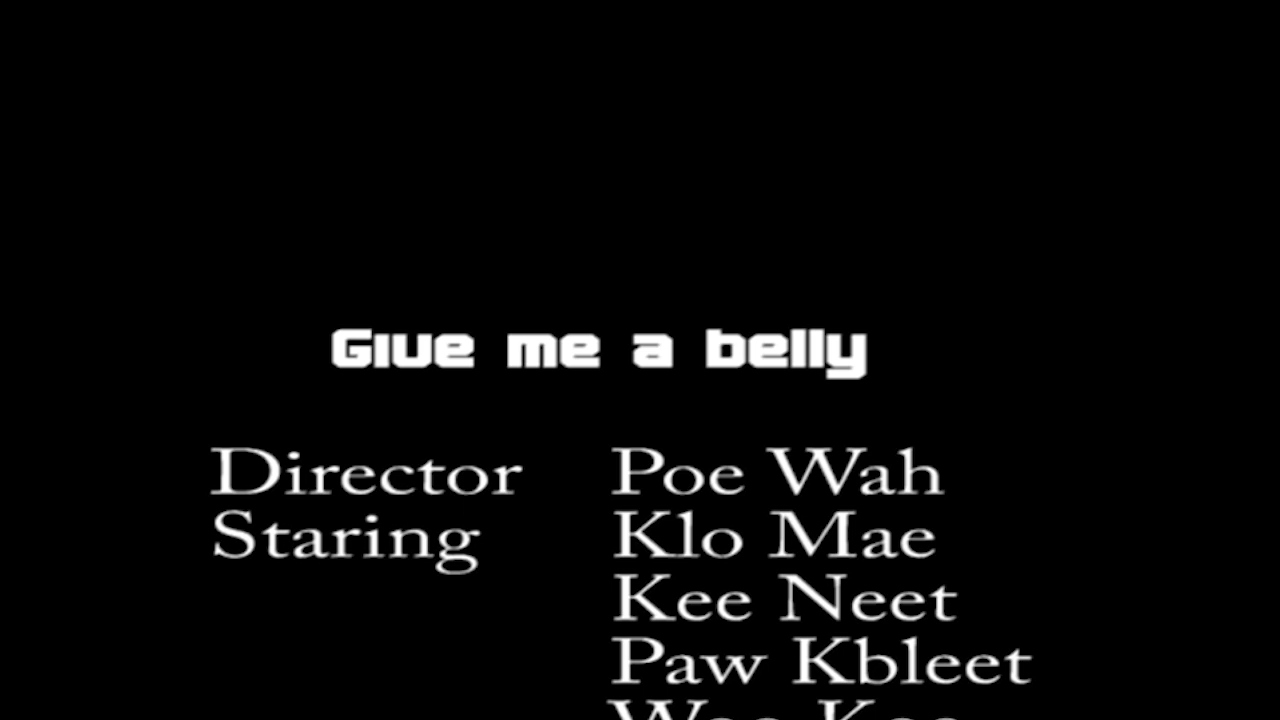 Give me a belly
Director Poe Wah
Staring Klo Mae
Kee Neet
Paw Kbleet